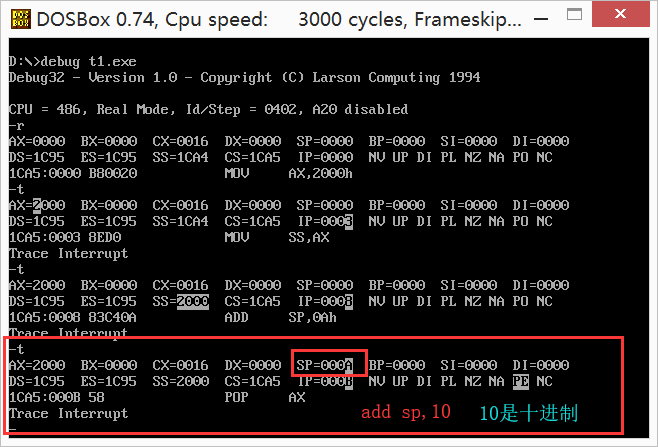 DOSBox 0.74, Cpu speed:    3000 cycles, Frameskip...
D:\>debug t1.exe
Debug32 - Version 1.0 - Copyright (C) Larson Computing 1994
CPU = 486, Real Mode, Id/Step = 0402, A20 disabled
-r
AX=0000  BX=0000  CX=0016  DX=0000  SP=0000  BP=0000  SI=0000  DI=0000
DS=1C95  ES=1C95  SS=1CA4  CS=1CA5  IP=0000  NV UP DI PL NZ NA PO NC
1CA5:0000 B80020            MOV     AX,2000h
-t
AX=2000  BX=0000  CX=0016  DX=0000  SP=0000  BP=0000  SI=0000  DI=0000
DS=1C95  ES=1C95  SS=1CA4  CS=1CA5  IP=0003  NV UP DI PL NZ NA PO NC
1CA5:0003 8ED0              MOV     SS,AX
Trace Interrupt
-t
AX=2000  BX=0000  CX=0016  DX=0000  SP=0000  BP=0000  SI=0000  DI=0000
DS=1C95  ES=1C95  SS=2000  CS=1CA5  IP=0008  NV UP DI PL NZ NA PO NC
1CA5:0008 83C40A            ADD     SP,0Ah
Trace Interrupt
-t
AX=2000  BX=0000  CX=0016  DX=0000  SP=000A  BP=0000  SI=0000  DI=0000
DS=1C95  ES=1C95  SS=2000  CS=1CA5  IP=000B  NV UP DI PL NZ NA PE NC
1CA5:000B 58                POP     AX
Trace Interrupt
-
add sp,10  10是十进制